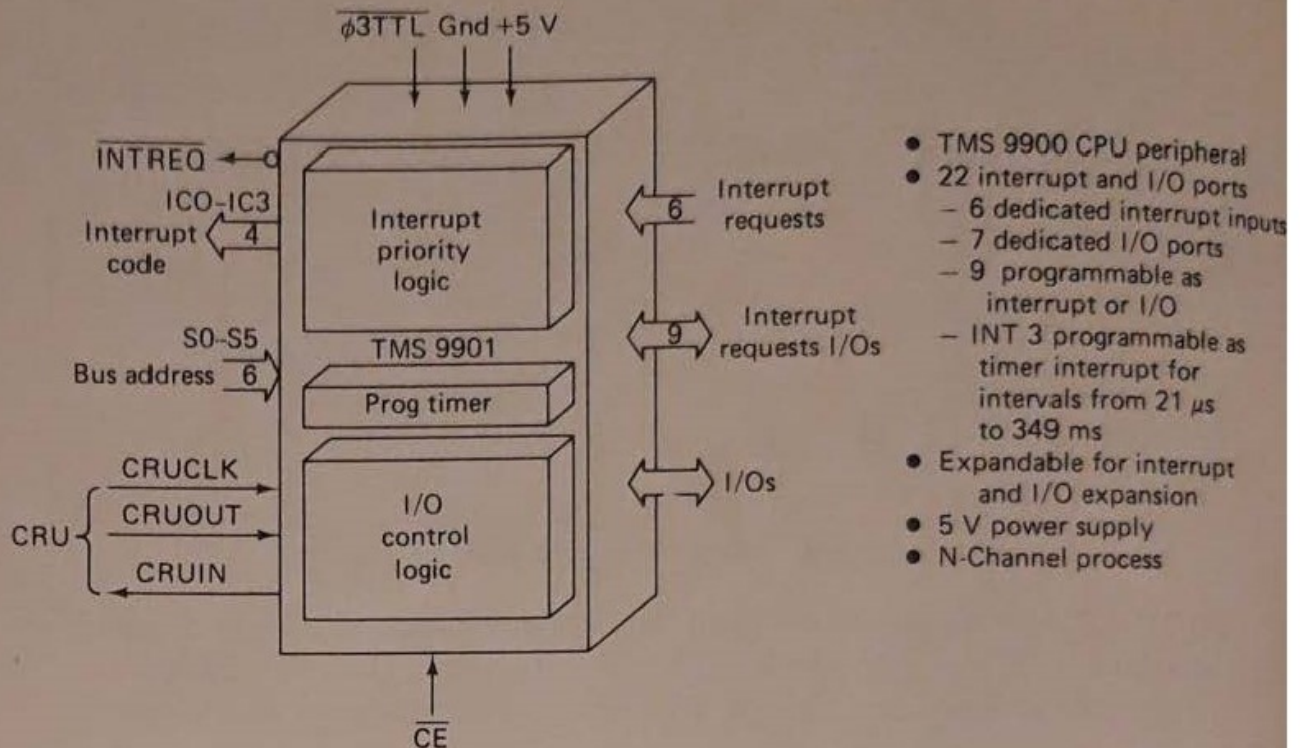 φ3TTL Gnd +5 V
INTREQ
IC0-IC3
Interrupt
code
4
S0-S5
Bus address
6
CRU
CRUCLK
CRUOUT
CRUIN
Interrupt
priority
logic
TMS 9901
Prog timer
I/O
control
logic
CE
6
Interrupt
requests
9
Interrupt
requests I/Os
I/Os
• TMS 9900 CPU peripheral
• 22 interrupt and I/O ports
– 6 dedicated interrupt inputs
– 7 dedicated I/O ports
– 9 programmable as
interrupt or I/O
– INT 3 programmable as
timer interrupt for
intervals from 21 μs
to 349 ms
• Expandable for interrupt
and I/O expansion
• 5 V power supply
• N-Channel process